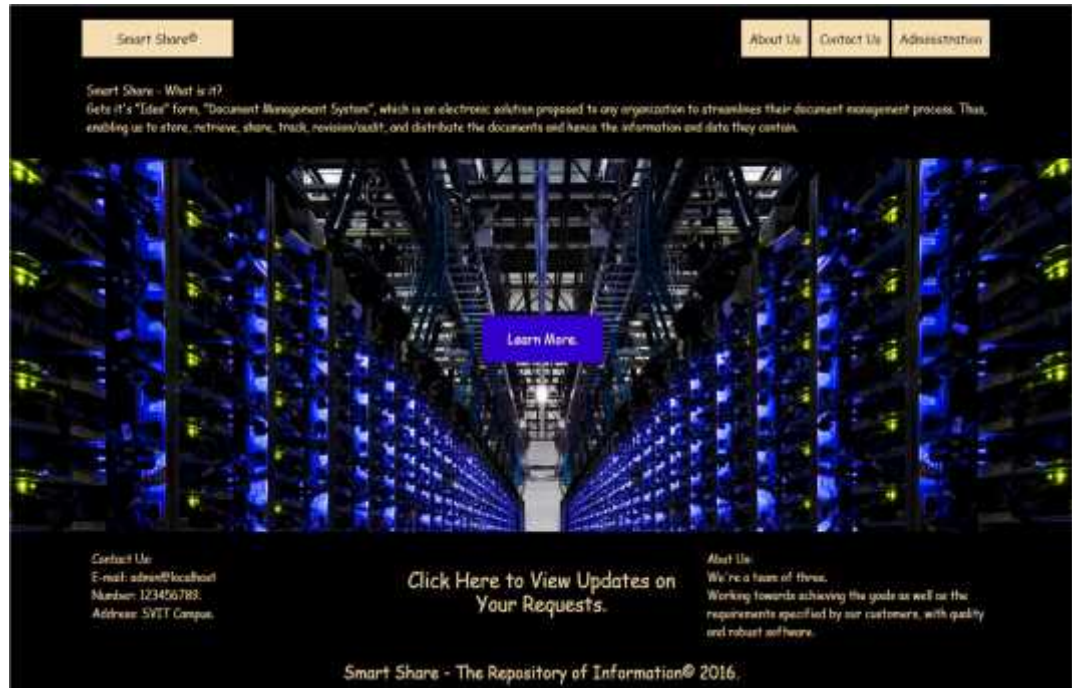 Smart Share®
About Us
Contact Us
Administration
Smart Share - What is it?
Gets it's "Idea" form, "Document Management System", which is an electronic solution proposed to any organization to streamlines their document management process. Thus,
enabling us to store, retrieve, share, track, revision/audit, and distribute the documents and hence the information and data they contain.
Learn More.
Contact Us:
E-mail: admin@localhost
Number: 123456789.
Address: SVIT Campus.
Click Here to View Updates on
Your Requests.
About Us:
We're a team of three.
Working towards achieving the goals as well as the
requirements specified by our customers, with quality
and robust software.
Smart Share - The Repository of Information© 2016.